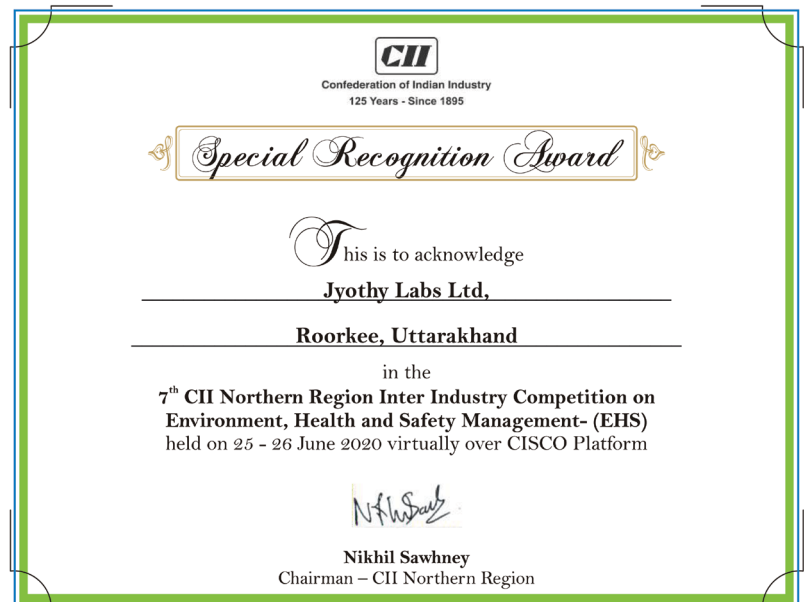 CII
Confederation of Indian Industry
125 Years - Since 1895
Special Recognition Award
This is to acknowledge
Jyothy Labs Ltd,
Roorkee, Uttarakhand
in the
7th CII Northern Region Inter Industry Competition on
Environment, Health and Safety Management- (EHS)
held on 25 - 26 June 2020 virtually over CISCO Platform
Nikhil Sawhney
Chairman – CII Northern Region